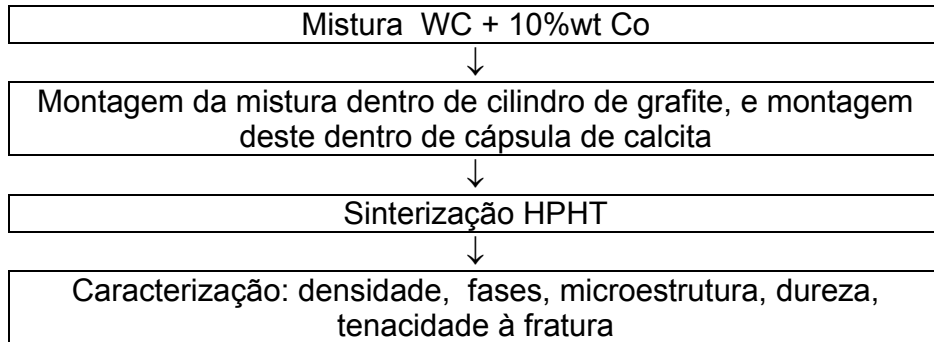 Mistura WC + 10%wt Co
↓
Montagem da mistura dentro de cilindro de grafite, e montagem
deste dentro de cápsula de calcita
↓
Sinterização HPHT
↓
Caracterização: densidade, fases, microestrutura, dureza,
tenacidade à fratura